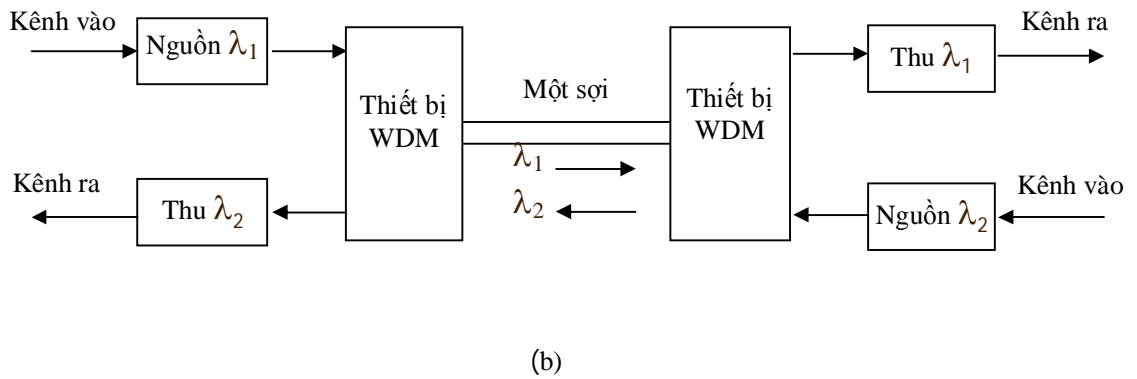 Kênh vào
Nguồn λ1
Thiết bị
WDM
Một sợi
λ1
λ2
Thiết bị
WDM
Thu λ1
Kênh ra
Kênh ra
Thu λ2
Nguồn λ2
Kênh vào
(b)